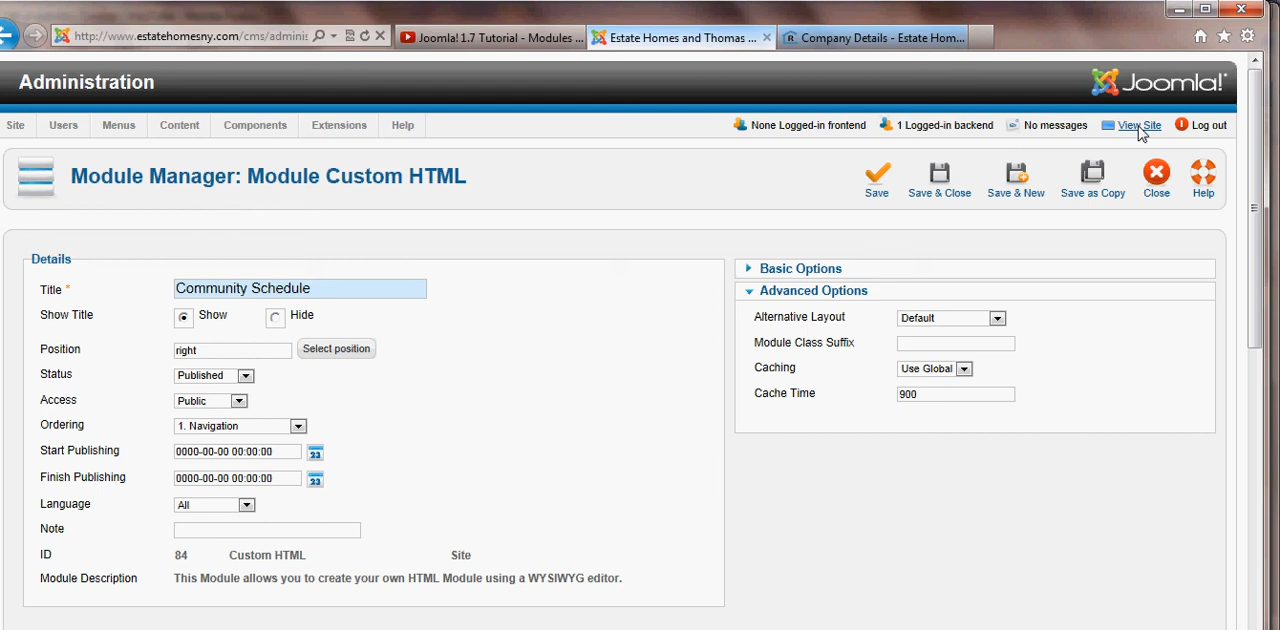 http://www.estatehomesny.com/cms/adminis
Joomla! 1.7 Tutorial - Modules ...
Estate Homes and Thomas ...
Company Details - Estate Hom...
Administration
Joomla!
Site Users Menus Content Components Extensions Help
None Logged-in frontend 1 Logged-in backend No messages View Site Log out
Module Manager: Module Custom HTML
Save Save & Close Save & New Save as Copy Close Help
Details
Title * Community Schedule
Show Title Show Hide
Position right Select position
Status Published
Access Public
Ordering 1. Navigation
Start Publishing 0000-00-00 00:00:00 23
Finish Publishing 0000-00-00 00:00:00 23
Language All
Note
ID 84 Custom HTML Site
Module Description This Module allows you to create your own HTML Module using a WYSIWYG editor.
Basic Options
Advanced Options
Alternative Layout Default
Module Class Suffix
Caching Use Global
Cache Time 900